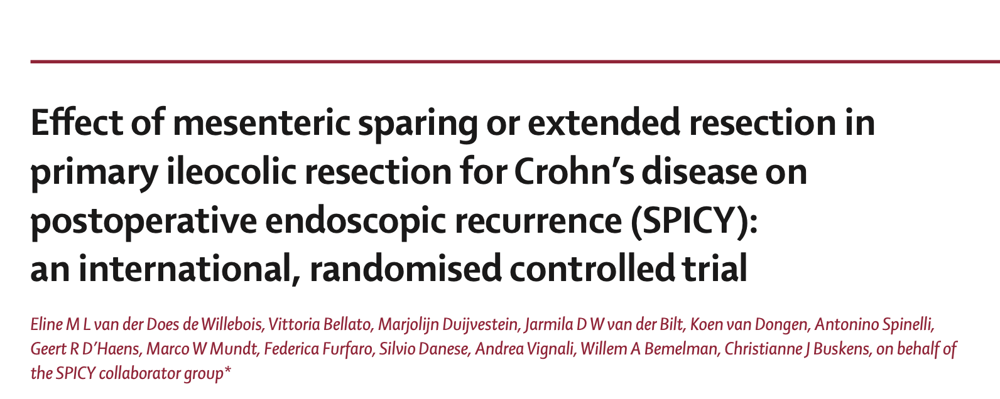 Effect of mesenteric sparing or extended resection in
primary ileocolic resection for Crohn’s disease on
postoperative endoscopic recurrence (SPICY):
an international, randomised controlled trial
Eline M L van der Does de Willebois, Vittoria Bellato, Marjolijn Duijvestein, Jarmila D W van der Bilt, Koen van Dongen, Antonino Spinelli,
Geert R D’Haens, Marco W Mundt, Federica Furfaro, Silvio Danese, Andrea Vignali, Willem A Bemelman, Christianne J Buskens, on behalf of
the SPICY collaborator group*